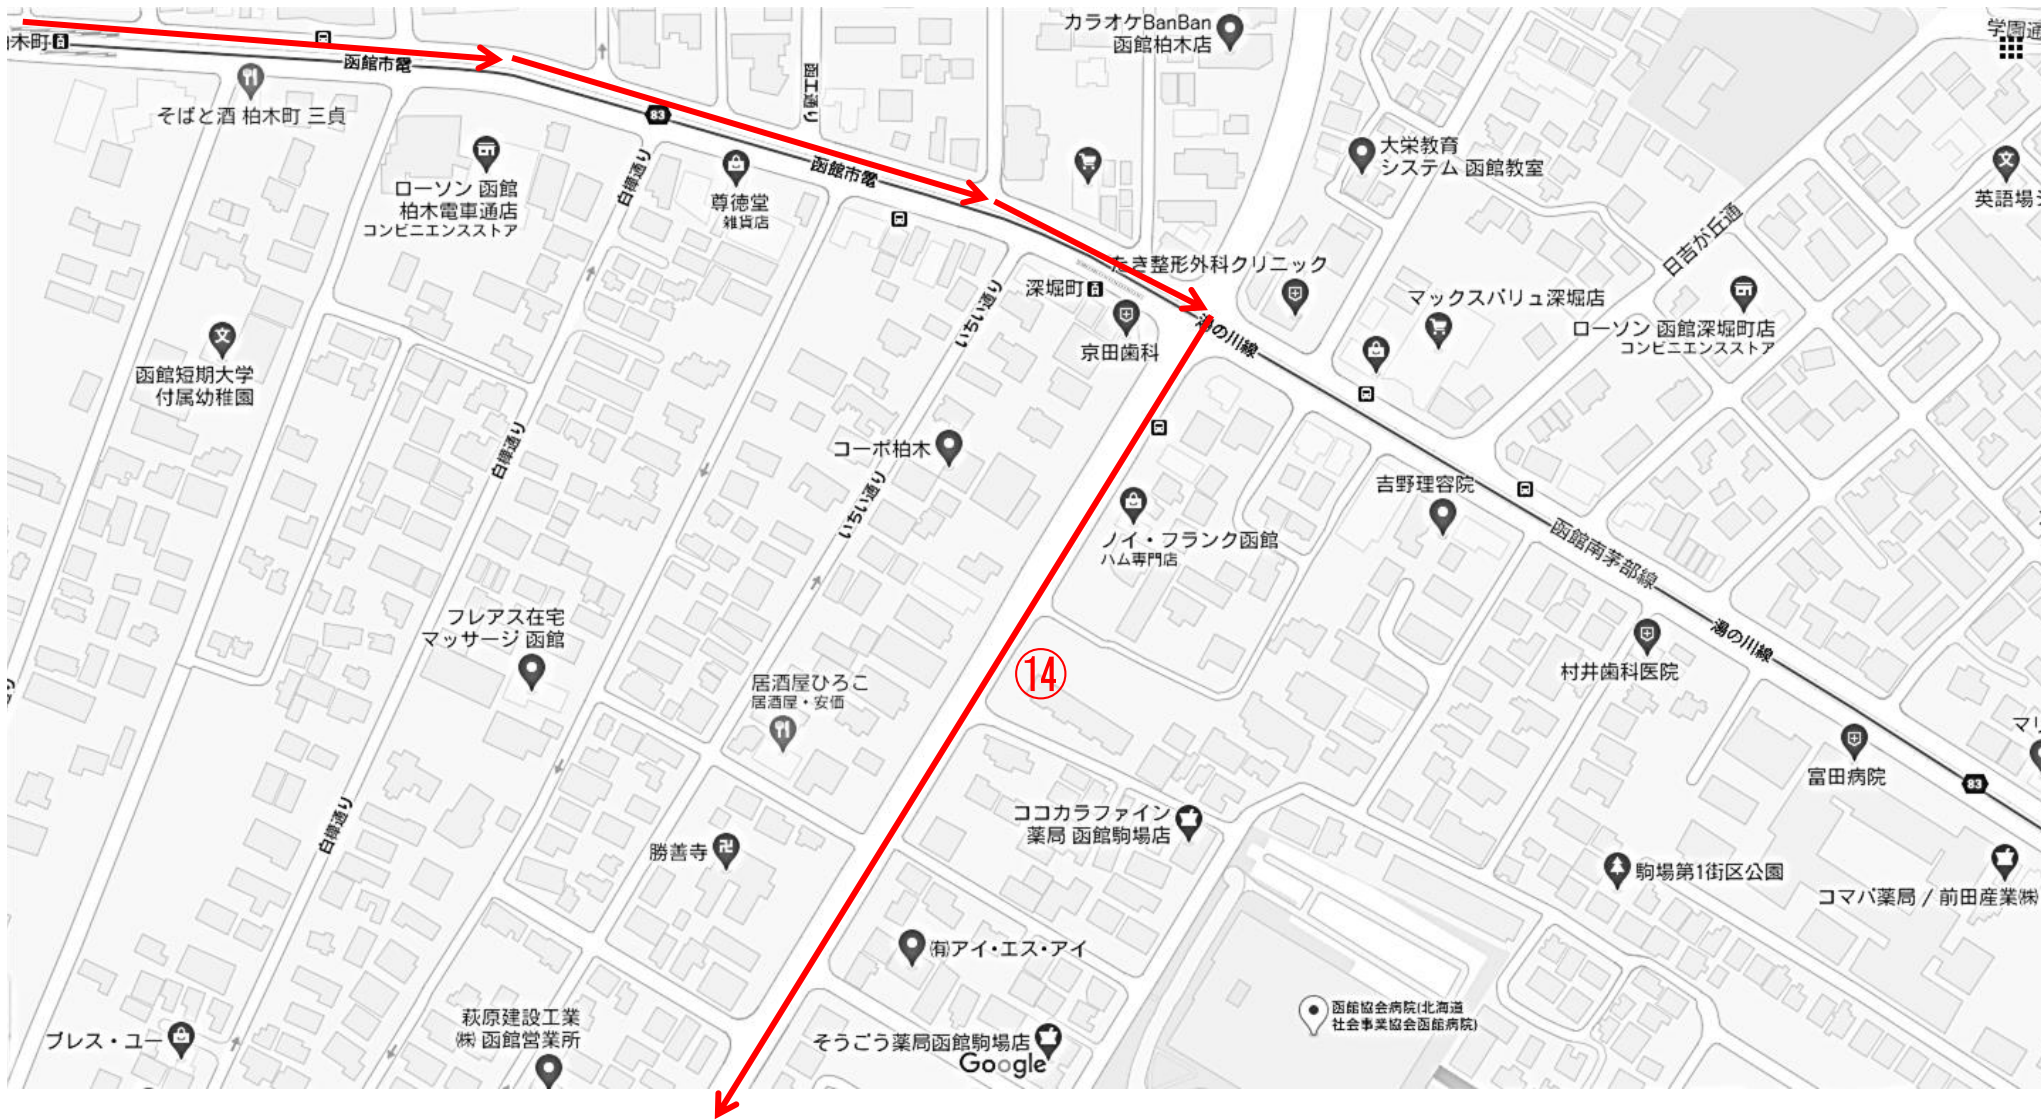 カラオケBanBan
函館柏木店
学園通
木町
函館市電
そばと酒 柏木町 三貞
83
函工通り
大栄教育
システム 函館教室
英語場
ローソン 函館
柏木電車通店
コンビニエンスストア
白樺通り
尊徳堂
雑貨店
函館市電
日吉が丘通
たき整形外科クリニック
深堀町
いちい通り
マックスバリュ深堀店
ローソン 函館深堀町店
コンビニエンスストア
湯の川線
京田歯科
函館短期大学
付属幼稚園
白樺通り
コーポ柏木
いちい通り
吉野理容院
ノイ・フランク函館
ハム専門店
函館南茅部線
フレアス在宅
マッサージ 函館
湯の川線
村井歯科医院
⑭
居酒屋ひろこ
居酒屋・安価
マリ
富田病院
83
白樺通り
ココカラファイン
薬局 函館駒場店
勝善寺
駒場第1街区公園
コマバ薬局 / 前田産業㈱
㈲アイ・エス・アイ
函館協会病院(北海道
社会事業協会函館病院)
萩原建設工業
㈱ 函館営業所
ブレス・ユー
そうごう薬局函館駒場店
Google